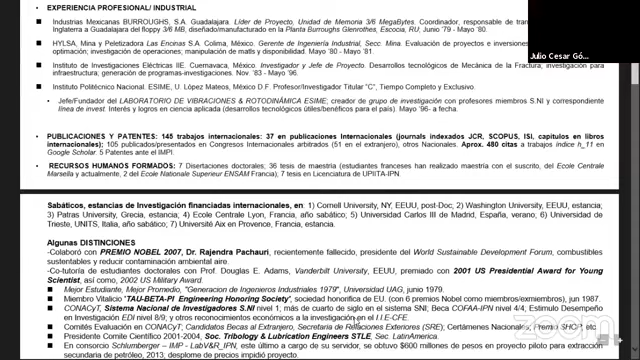 • EXPERIENCIA PROFESIONAL/ INDUSTRIAL
Industrias Mexicanas BURROUGHS, S.A. Guadalajara. Líder de Proyecto, Unidad de Memoria 3/6 MegaBytes. Coordinador, responsable de tran
Inglaterra a Guadalajara del floppy 3/6 MB, diseñado/manufacturado en la Planta Burroughs Glenrothes, Escocia, RU; Junio '79 - Mayo '80.
HYLSA, Mina y Peletizadora Las Encinas S.A. Colima, México. Gerente de Ingeniería Industrial, Secc. Mina. Evaluación de proyectos e inversiones
optimización; investigación de operaciones; manipulación de mat'ls y disponibilidad. Mayo '80 - Mayo '81.
Instituto de Investigaciones Eléctricas IIE. Cuernavaca, México. Investigador y Jefe de Proyecto. Desarrollos tecnológicos de Mecánica de la Fractura; investigación para
infraestructura; generación de programas-investigaciones. Nov. '83 - Mayo '96.
Instituto Politécnico Nacional. ESIME, U. López Mateos, México D.F. Profesor/Investigador Titular "C", Tiempo Completo y Exclusivo.
• Jefe/Fundador del LABORATORIO DE VIBRACIONES & ROTODINÁMICA ESIME; creador de grupo de investigación con profesores miembros S.NI y correspondiente
línea de invest. Interés y logros en ciencia aplicada (desarrollos tecnológicos útiles/benéficos para el país). Mayo '96- a fecha.
• PUBLICACIONES Y PATENTES: 145 trabajos internacionales: 37 en publicaciones Internacionales (journals indexados JCR, SCOPUS, ISI, capítulos en libros
internacionales); 105 publicados/presentados en Congresos Internacionales arbitrados (51 en el extranjero), otros Nacionales. Aprox. 480 citas a trabajos índice h_11 en
Google Scholar. 5 Patentes ante el IMPI.
• RECURSOS HUMANOS FORMADOS: 7 Disertaciones doctorales; 36 tesis de maestría (estudiantes franceses han realizado maestría con el suscrito, del Ecole Centrale
Marsella y actualmente, 2 del Ecole Nationale Superieur ENSAM Francia); 7 tesis en Licenciatura de UPIITA-IPN.
Sabáticos, estancias de Investigación financiadas internacionales, en: 1) Cornell University, NY, EEUU, post-Doc; 2) Washington University, EEUU, estancia;
3) Patras University, Grecia, estancia; 4) Ecole Centrale Lyon, Francia, año sabático; 5) Universidad Carlos III de Madrid, España, verano; 6) Universidad de
Trieste, UNITS, Italia, año sabático; 7) Université Aix en Provence, Francia, estancia.
Algunas DISTINCIONES
-Colaboró con PREMIO NOBEL 2007, Dr. Rajendra Pachauri, recientemente fallecido, presidente del World Sustainable Development Forum, combustibles
sustentables y reducir contaminación ambiental aire.
-Co-tutoría de estudiantes doctorales con Prof. Douglas E. Adams, Vanderbilt University, EEUU, premiado con 2001 US Presidential Award for Young
Scientist, así como, 2002 US Military Award.
Mejor Estudiante, Mejor Promedio, "Generacion de Ingenieros Industriales 1979", Universidad UAG, junio 1979.
Miembro Vitalicio "TAU-BETA-PI Engineering Honoring Society", sociedad honorifica de EU. (con 6 premios Nobel como miembros/exmiembros), jun 1987.
CONACyT, Sistema Nacional de Investigadores S.NI nivel 1; más de cuarto de siglo en sistema SNI; Beca COFAA-IPN nivel 4/4; Estimulo Desempeño
en Investigación EDI nivel 8/9; y otros reconocimientos económicos a la investigación en el I.I.E-CFE.
Comités Evaluación en CONACyT; Candidatos Becas al Extranjero, Secretaria de Relaciones Exteriores (SRE); Certámenes Nacionales; Premio SHCP, etc
Presidente Comite Científico 2001-2004, Soc. Tribology & Lubrication Engineers STLE, Sec. LatinAmerica.
En consorcio Schlumberger – IMP - LabV&R_IPN, este último a cargo de su servidor, se obtuvo $600 millones de pesos en proyecto piloto para extracción
secundaria de petróleo, 2013; desplome de precios impidió proyecto.
Julio Cesar Gó...